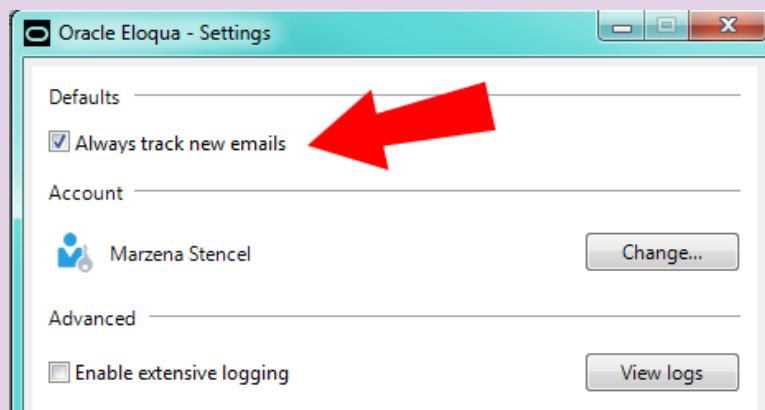 Oracle Eloqua - Settings
Defaults
Always track new emails
Account
Marzena Stencel
Change...
Advanced
Enable extensive logging
View logs